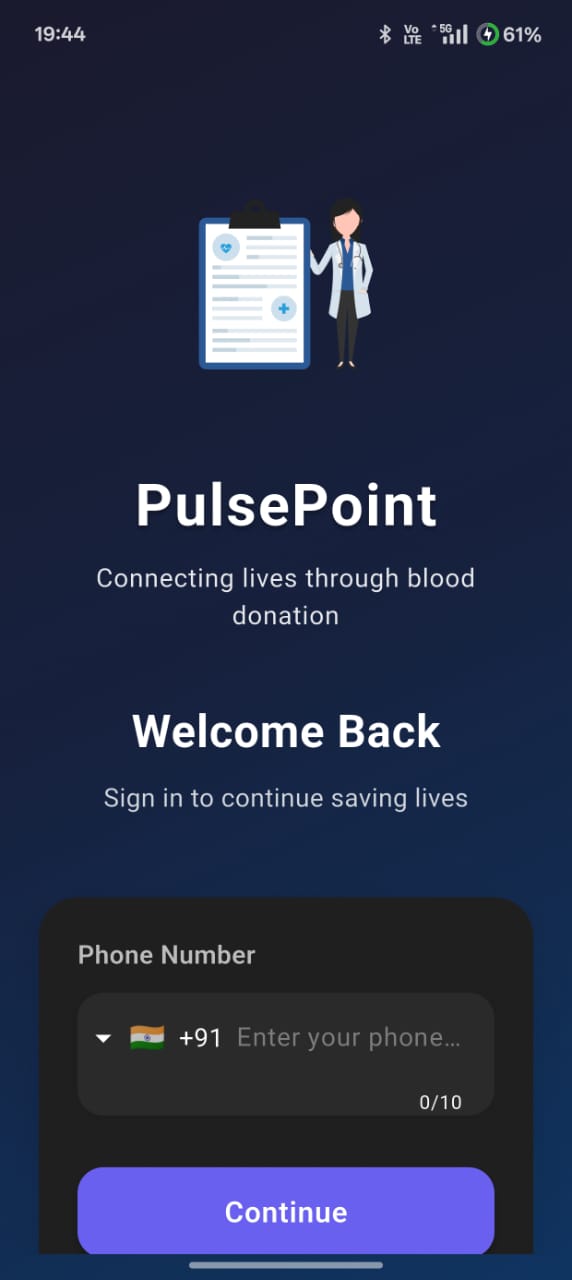 19:44
Vo
LTE
5G
61%
PulsePoint
Connecting lives through blood
donation
Welcome Back
Sign in to continue saving lives
Phone Number
+91 Enter your phone…
0/10
Continue